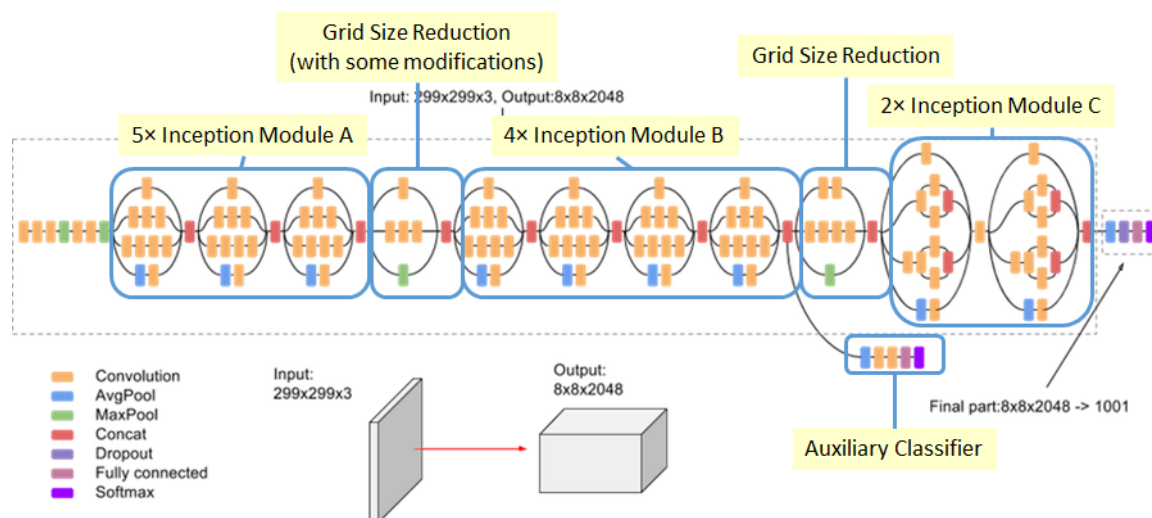 Grid Size Reduction
(with some modifications)
Grid Size Reduction
Input: 299x299x3, Output:8x8x2048
5× Inception Module A
4× Inception Module B
2× Inception Module C
Convolution
AvgPool
MaxPool
Concat
Dropout
Fully connected
Softmax
Input:
299x299x3
Output:
8x8x2048
Final part:8x8x2048 -> 1001
Auxiliary Classifier